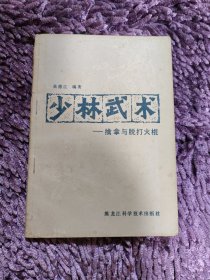 编著
少林武术
—擒拿与脱打火棍
黑龙江科学技术出版社